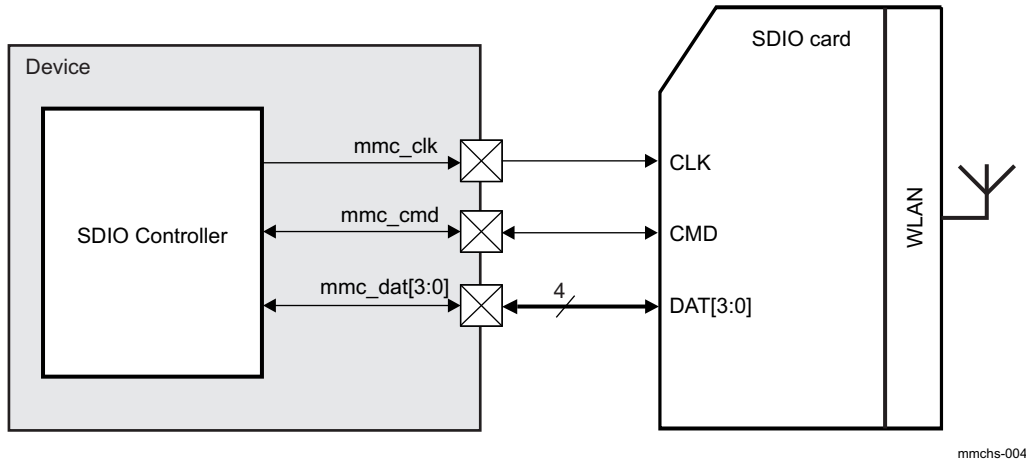 SDIO card
Device
mmc_clk
CLK
mmc_cmd
SDIO Controller
CMD
WLAN
mmc_dat[3:0]
4
DAT[3:0]
mmchs-004